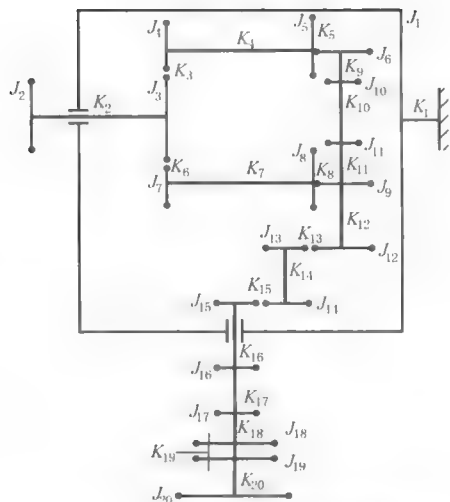 J₁
J₄ J₅ K₅
K₄ J₆
K₃ K₉
J₂ J₃ J₁₀
K₂ K₁₀ K₁
J₁₁
K₆ K₇ J₈ K₈ K₁₁
J₇ J₉
K₁₂
J₁₃ K₁₃ J₁₂
K₁₄
J₁₅ K₁₅ J₁₄
K₁₆
J₁₆
K₁₇
J₁₇
K₁₈ J₁₈
K₁₉ J₁₉
K₂₀
J₂₀